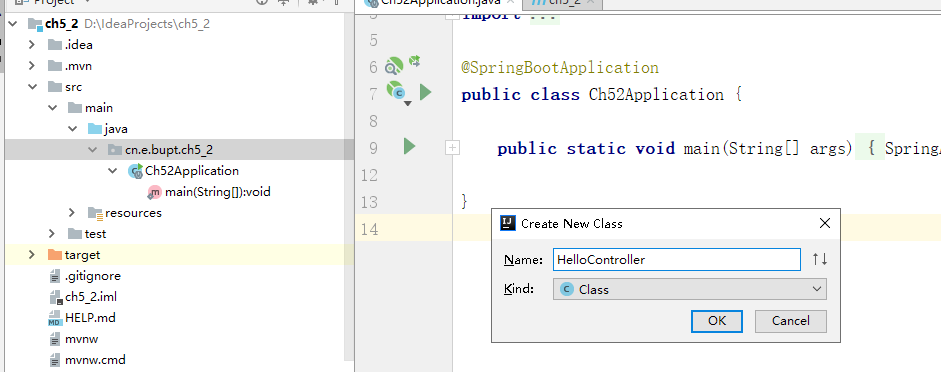 Project
Ch52Application.java
ch5_2
ch5_2 D:\IdeaProjects\ch5_2
.idea
.mvn
src
main
java
cn.e.bupt.ch5_2
Ch52Application
main(String[]):void
resources
test
target
.gitignore
ch5_2.iml
HELP.md
mvnw
mvnw.cmd
3 import ...
5
6 @SpringBootApplication
7 public class Ch52Application {
8
9 public static void main(String[] args) { SpringA
12
13 }
14
Create New Class
Name: HelloController
Kind: Class
OK Cancel